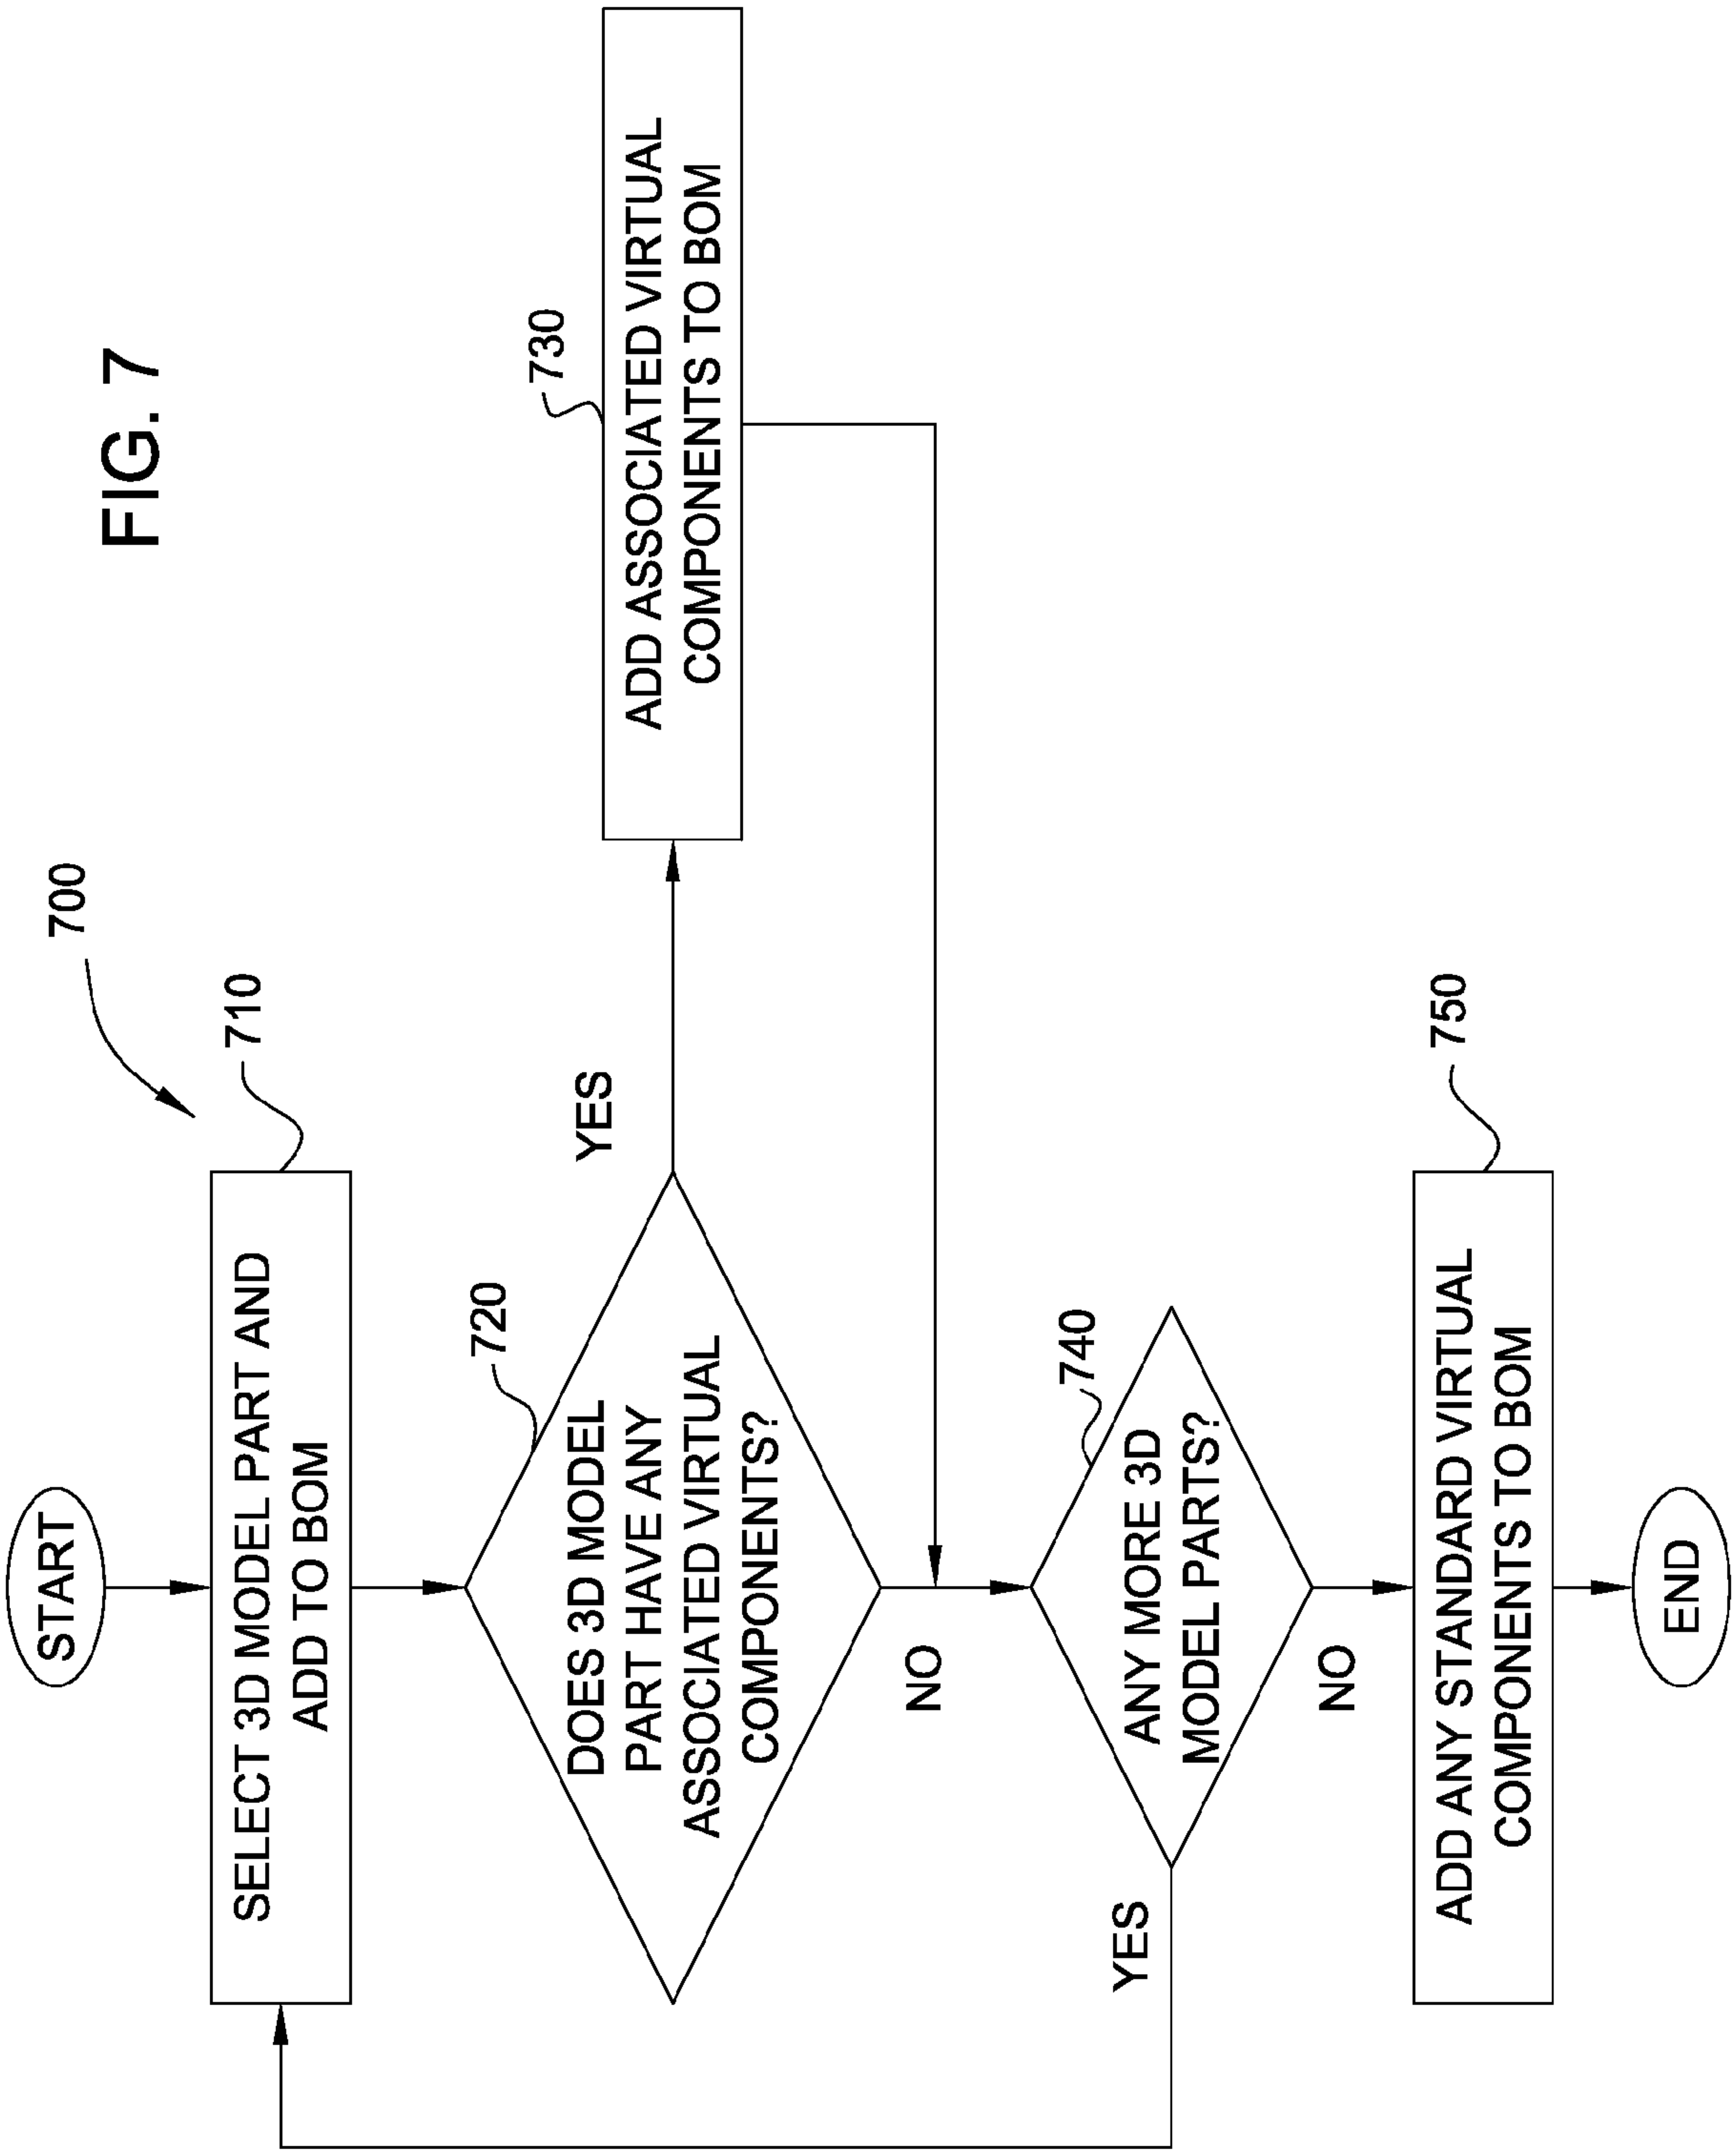 FIG. 7
700
START
710
SELECT 3D MODEL PART AND
ADD TO BOM
720
DOES 3D MODEL
PART HAVE ANY
ASSOCIATED VIRTUAL
COMPONENTS?
YES
730
ADD ASSOCIATED VIRTUAL
COMPONENTS TO BOM
NO
740
ANY MORE 3D
MODEL PARTS?
YES
NO
750
ADD ANY STANDARD VIRTUAL
COMPONENTS TO BOM
END